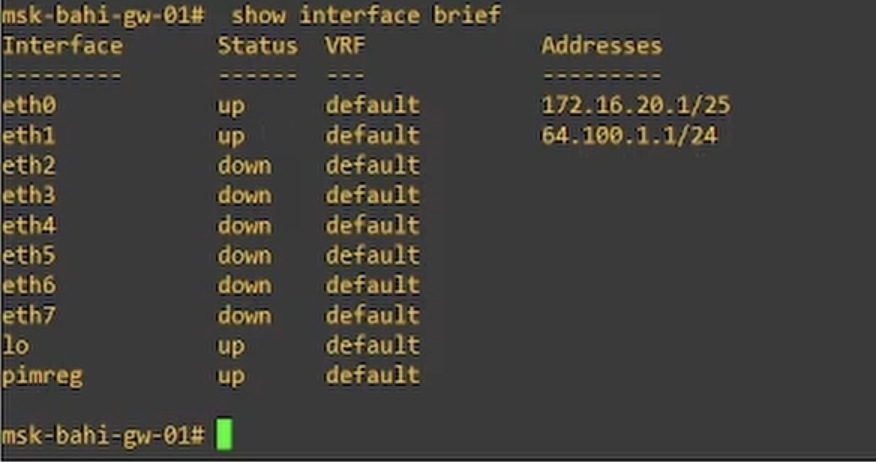 msk-bahi-gw-01#  show interface brief
Interface       Status  VRF             Addresses
---------       ------  ---             ---------
eth0            up      default         172.16.20.1/25
eth1            up      default         64.100.1.1/24
eth2            down    default
eth3            down    default
eth4            down    default
eth5            down    default
eth6            down    default
eth7            down    default
lo              up      default
pimreg          up      default
msk-bahi-gw-01#